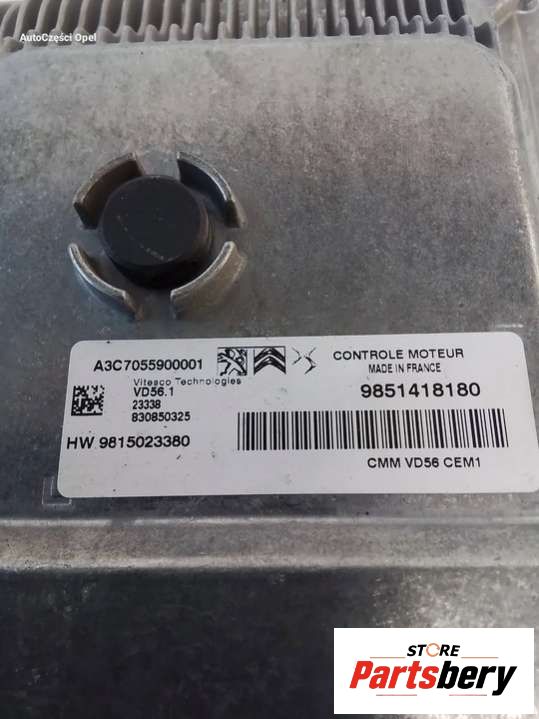 AutoCzęści Opel
A3C7055900001
Vitesco Technologies
VD56.1
23338
830850325
HW 9815023380
CONTROLE MOTEUR
MADE IN FRANCE
9851418180
CMM VD56 CEM1
STORE
Partsbery